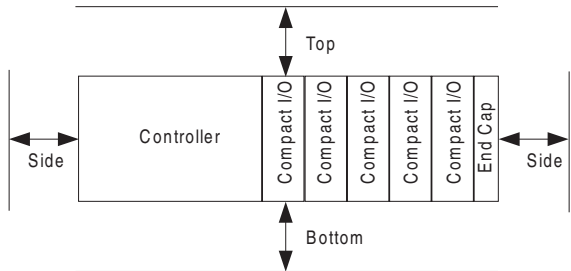 Top
Side
Controller
Compact I/O
Compact I/O
Compact I/O
Compact I/O
Compact I/O
End Cap
Side
Bottom